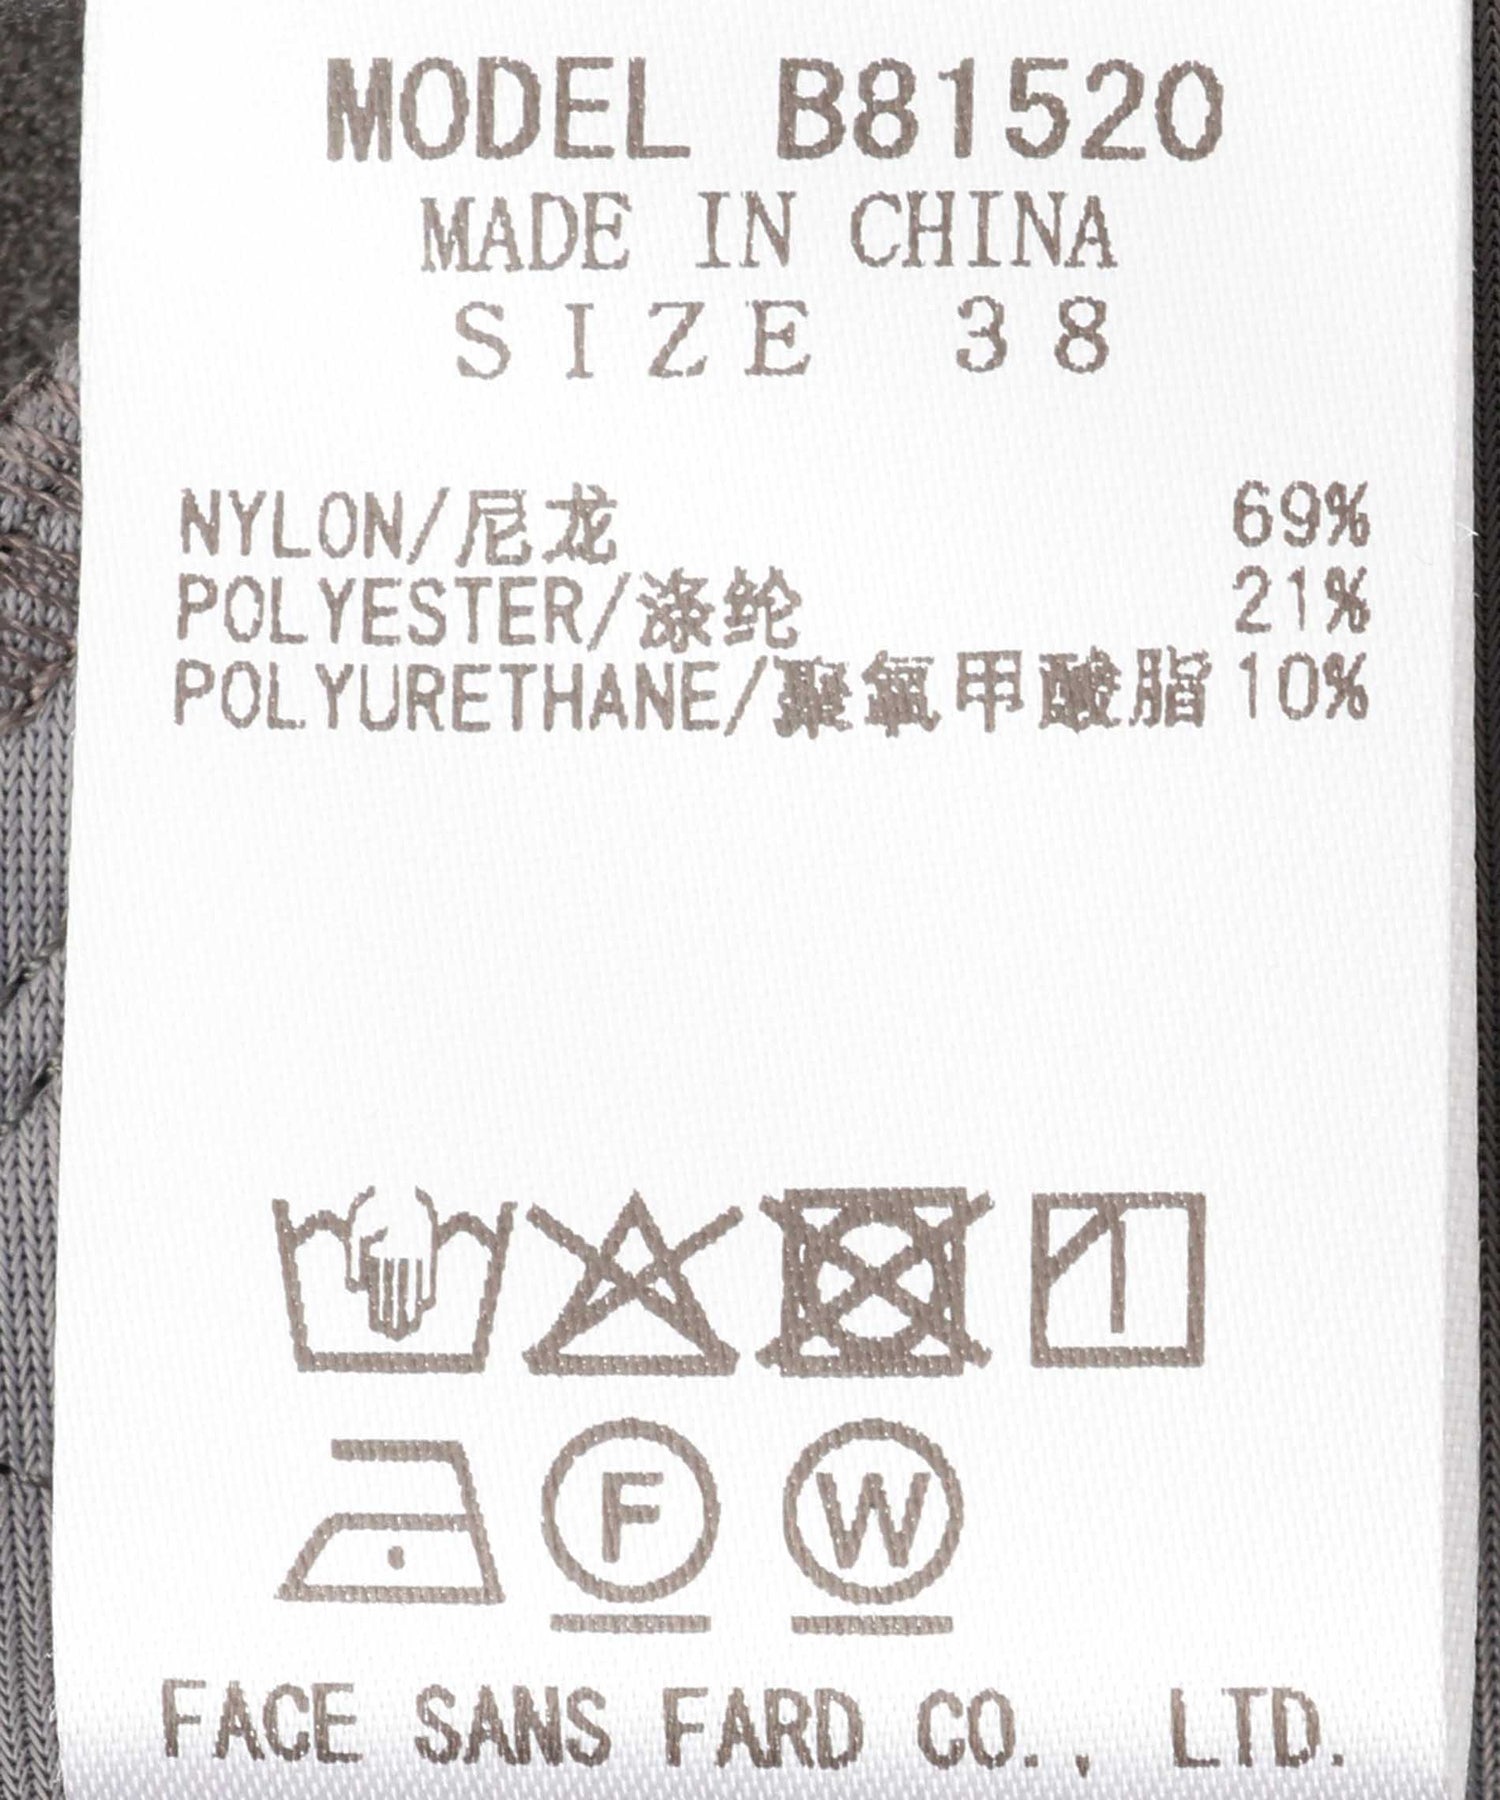 MODEL B81520
MADE IN CHINA
SIZE 38
NYLON/尼龙 69%
POLYESTER/涤纶 21%
POLYURETHANE/聚氧甲酸脂 10%
F W
FACE SANS FARD CO., LTD.